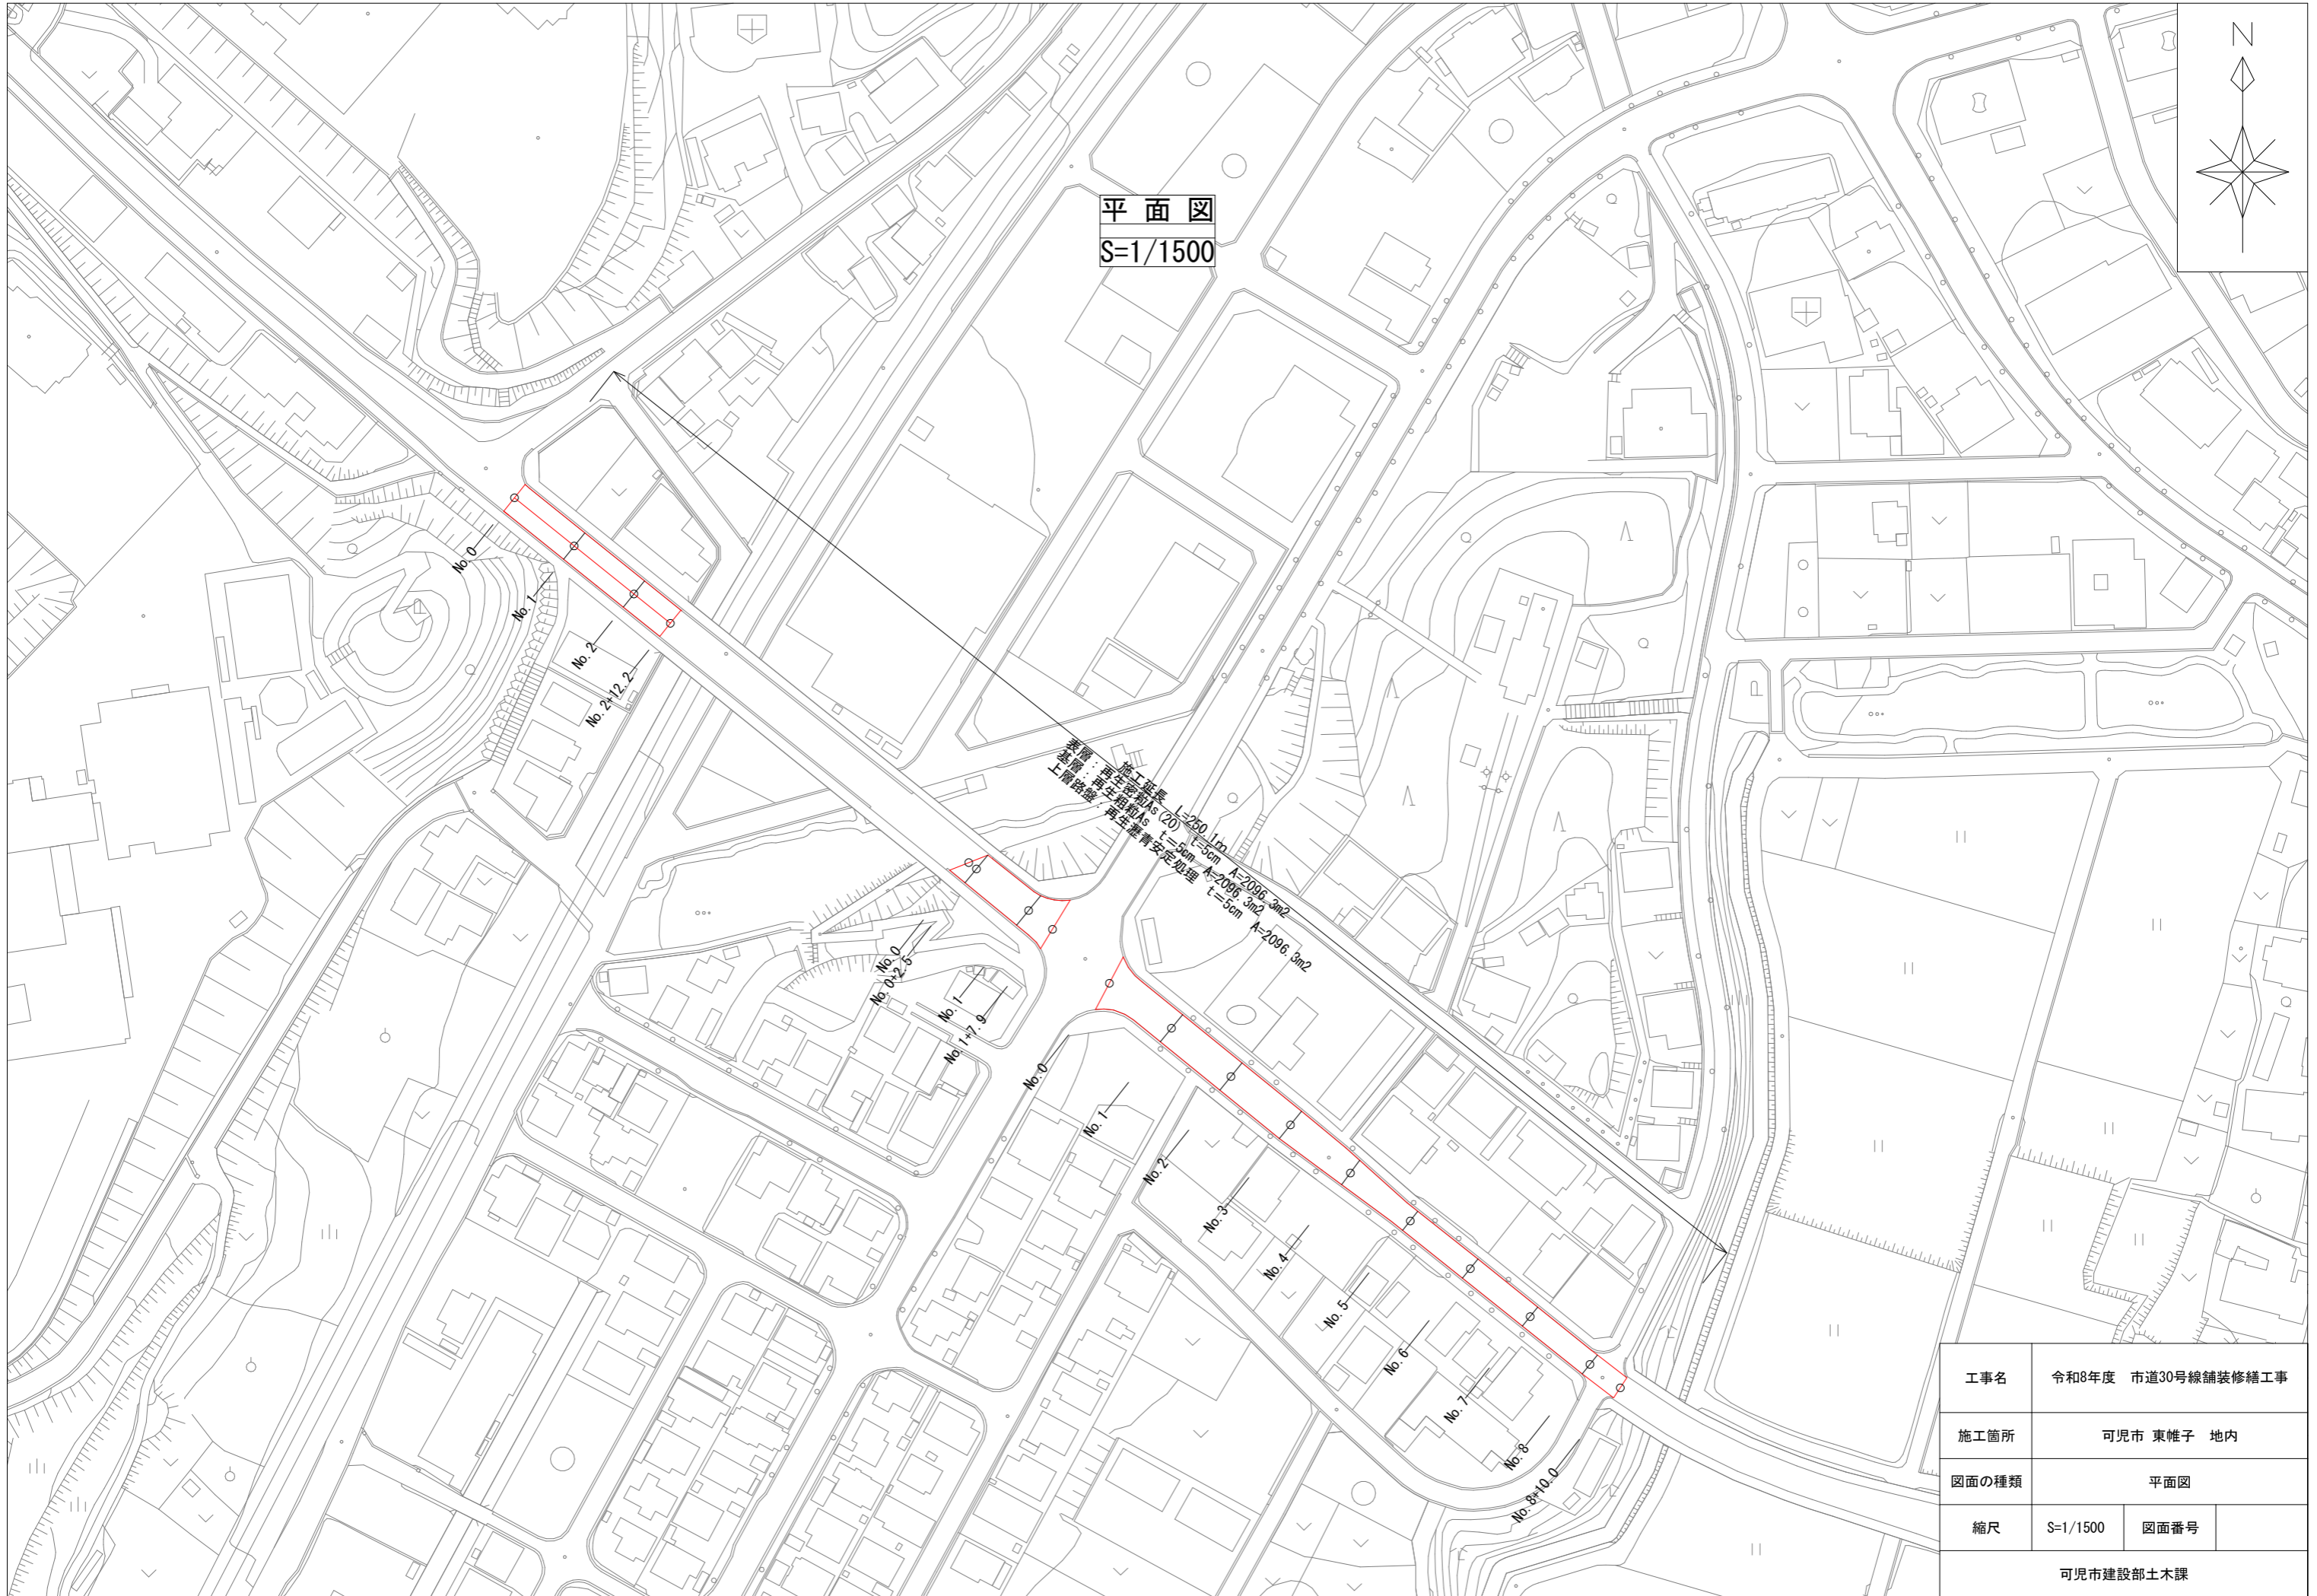 N
平 面 図
S=1/1500
No.0
No.1
No.2
No.2+12.2
施工延長 L=250.1m
表層：再生密粒As(20) t=5cm A=2096.3m2
基層：再生粗粒As t=5cm A=2096.3m2
上層路盤：再生瀝青安定処理 t=5cm A=2096.3m2
No.0
No.0+2.5
No.1
No.1+7.9
No.0
No.1
No.2
No.3
No.4
No.5
No.6
No.7
No.8
No.8+10.0
工事名 令和8年度 市道30号線舗装修繕工事
施工箇所 可児市 東帷子 地内
図面の種類 平面図
縮尺 S=1/1500 図面番号
可児市建設部土木課